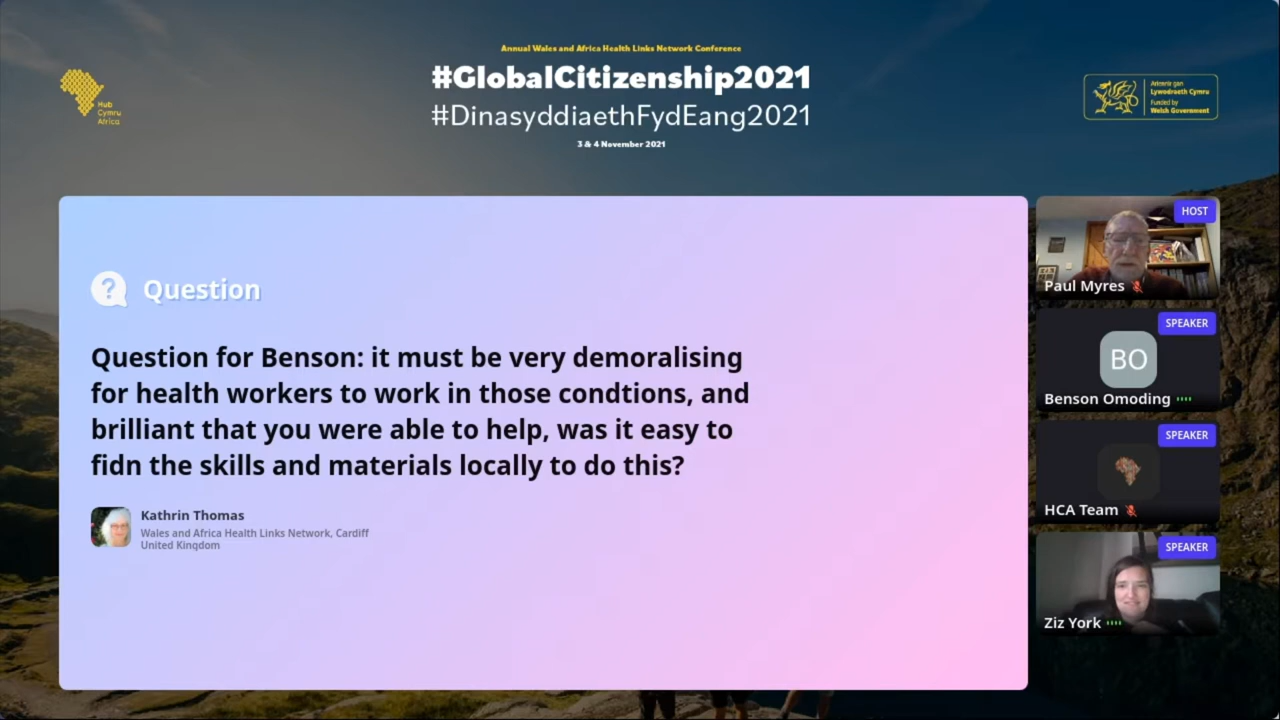 Annual Wales and Africa Health Links Network Conference
#GlobalCitizenship2021
#DinasyddiaethFydEang2021
3 & 4 November 2021
Hub
Cymru
Africa
Ariennir gan
Lywodraeth Cymru
Funded by
Welsh Government
Question
Question for Benson: it must be very demoralising
for health workers to work in those condtions, and
brilliant that you were able to help, was it easy to
fidn the skills and materials locally to do this?
Kathrin Thomas
Wales and Africa Health Links Network, Cardiff
United Kingdom
HOST
Paul Myres
SPEAKER
BO
Benson Omoding
SPEAKER
HCA Team
SPEAKER
Ziz York